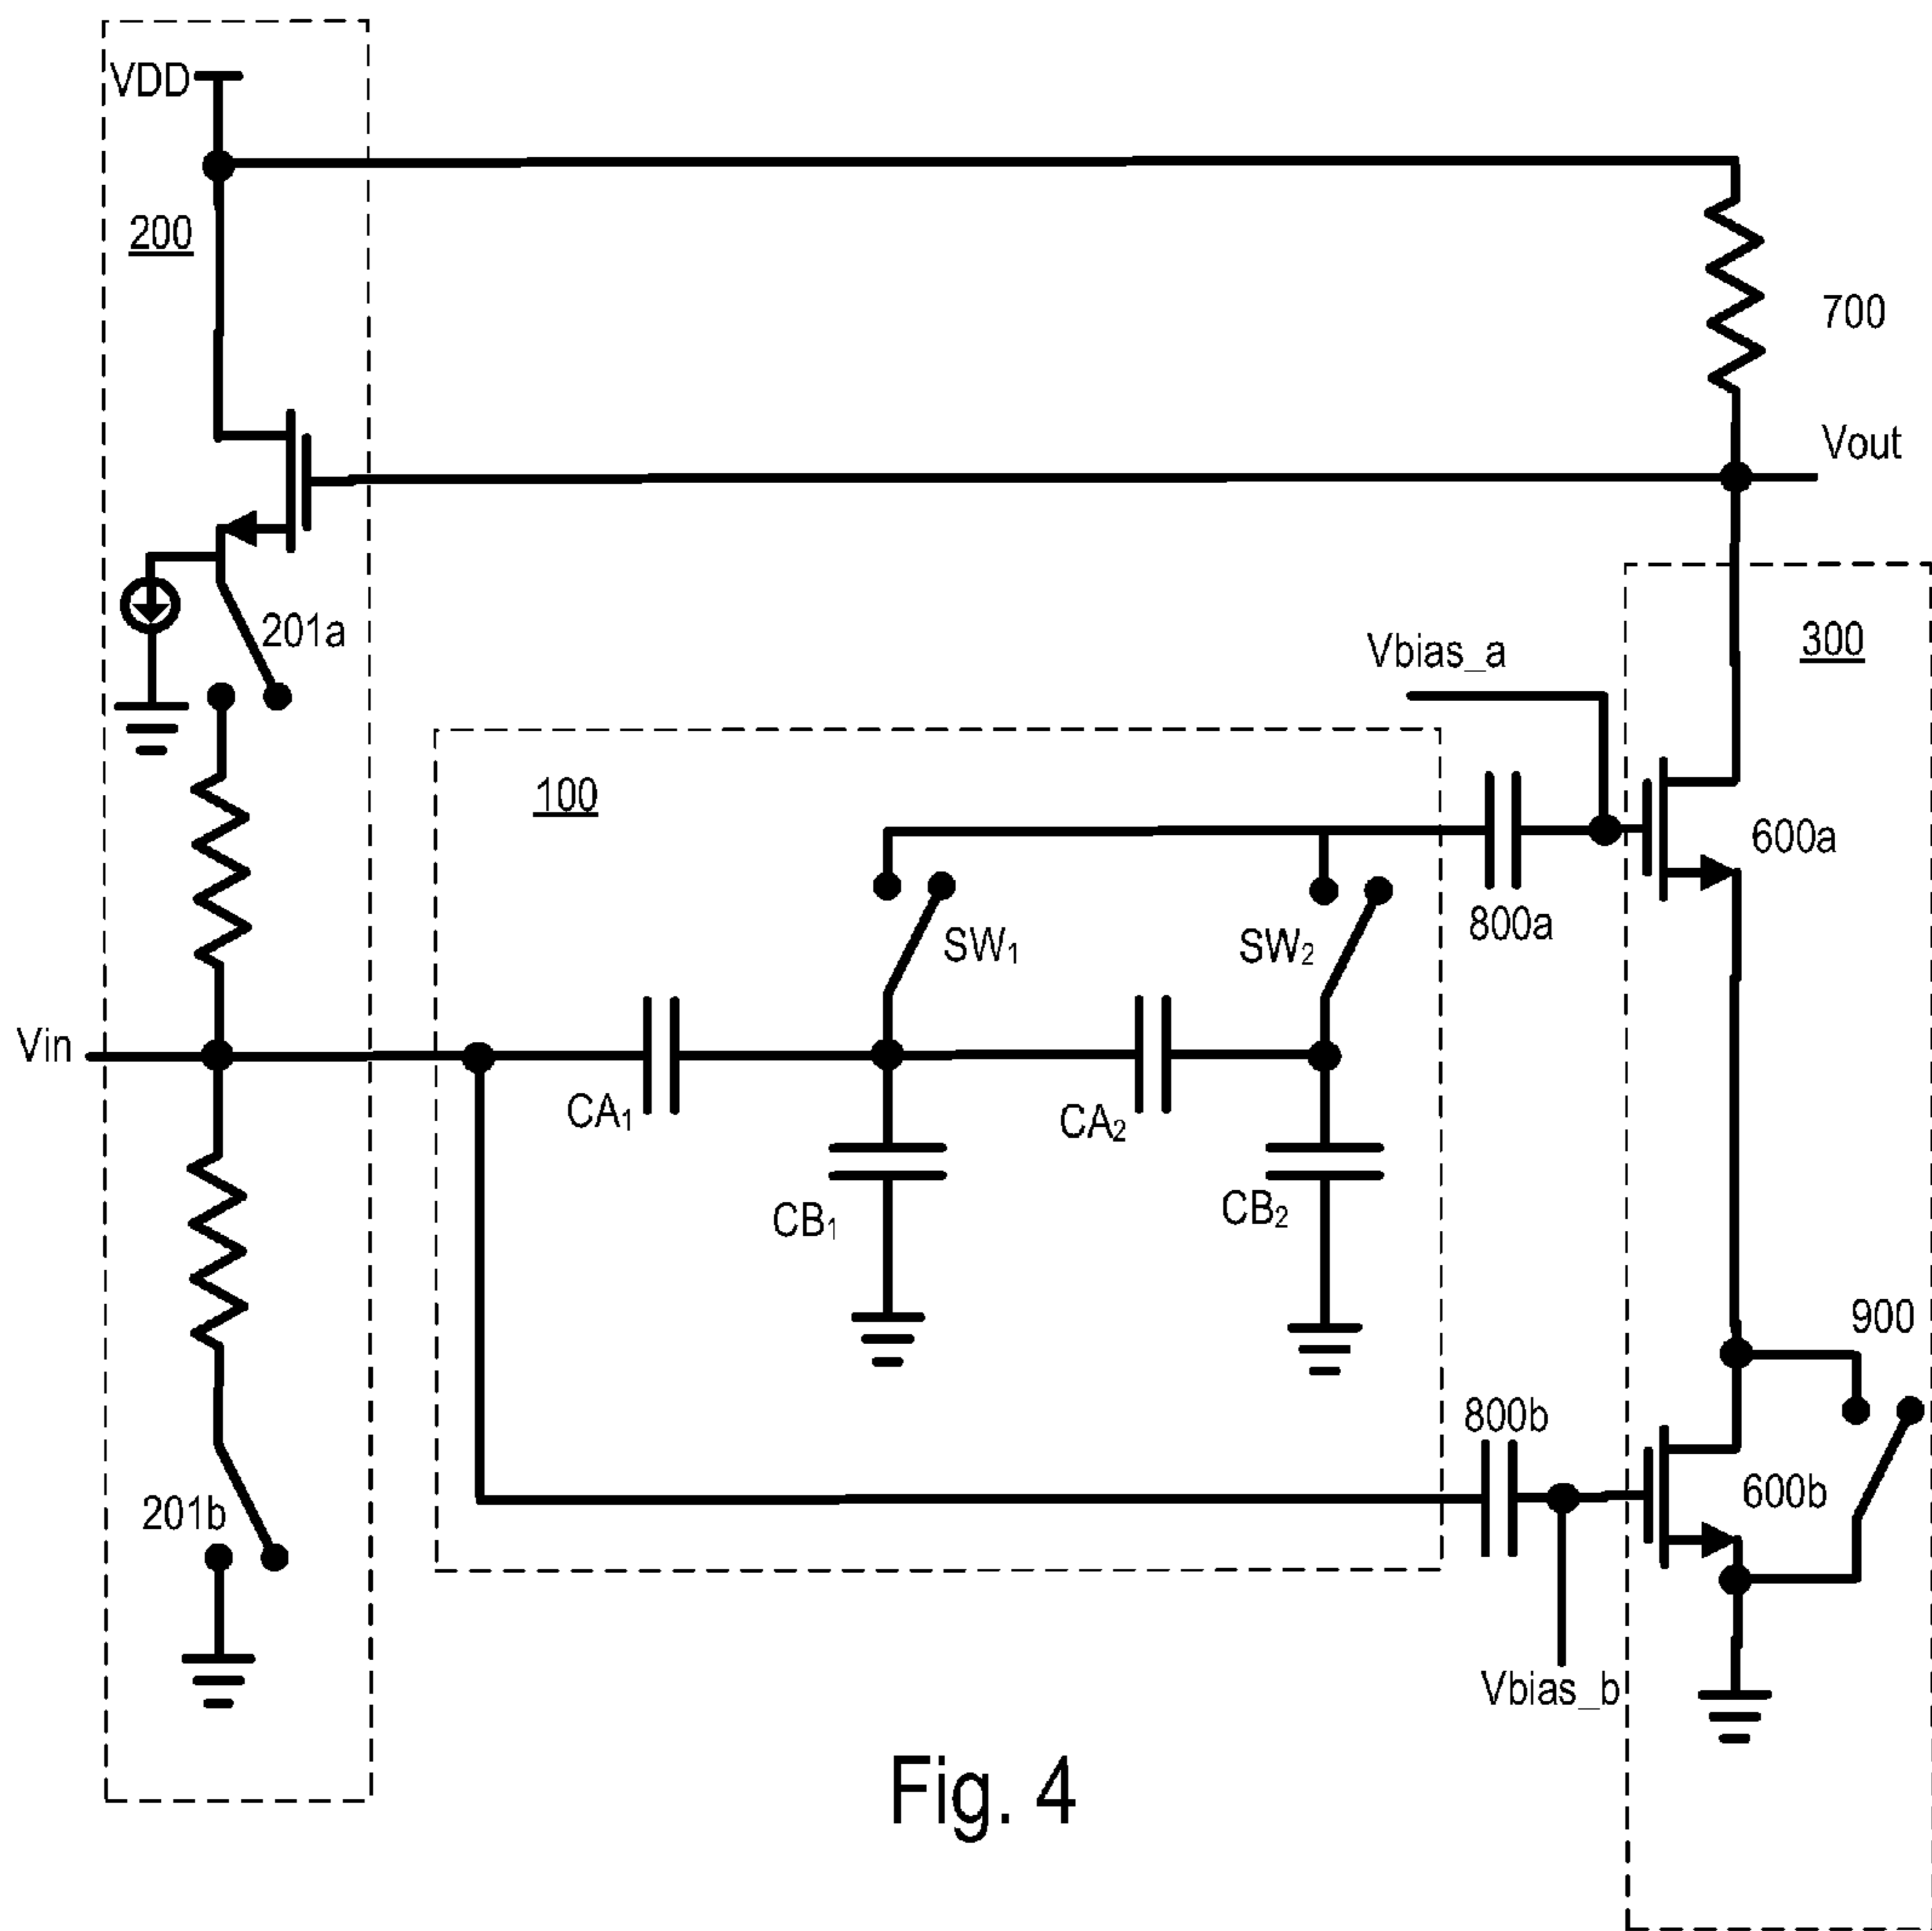 VDD
200
700
Vout
201a
300
Vbias_a
100
600a
800a
SW₁
SW₂
Vin
CA₁
CA₂
CB₁
CB₂
900
800b
600b
201b
Vbias_b
Fig. 4